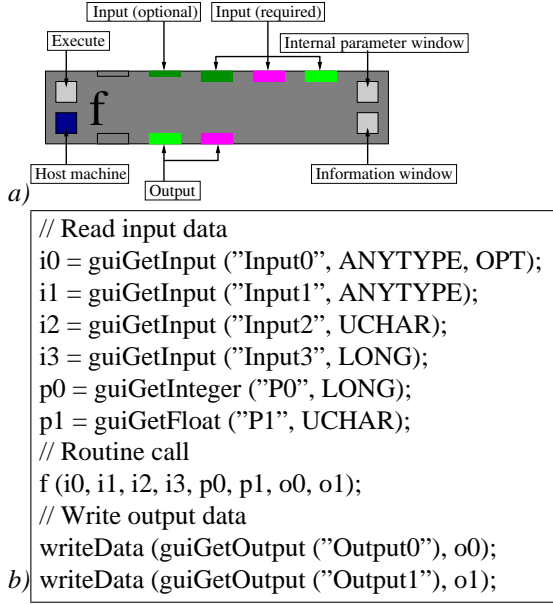 Input (optional)
Input (required)
Execute
Internal parameter window
f
Host machine
Information window
Output
a)
// Read input data
i0 = guiGetInput (”Input0”, ANYTYPE, OPT);
i1 = guiGetInput (”Input1”, ANYTYPE);
i2 = guiGetInput (”Input2”, UCHAR);
i3 = guiGetInput (”Input3”, LONG);
p0 = guiGetInteger (”P0”, LONG);
p1 = guiGetFloat (”P1”, UCHAR);
// Routine call
f (i0, i1, i2, i3, p0, p1, o0, o1);
// Write output data
writeData (guiGetOutput (”Output0”), o0);
b) writeData (guiGetOutput (”Output1”), o1);